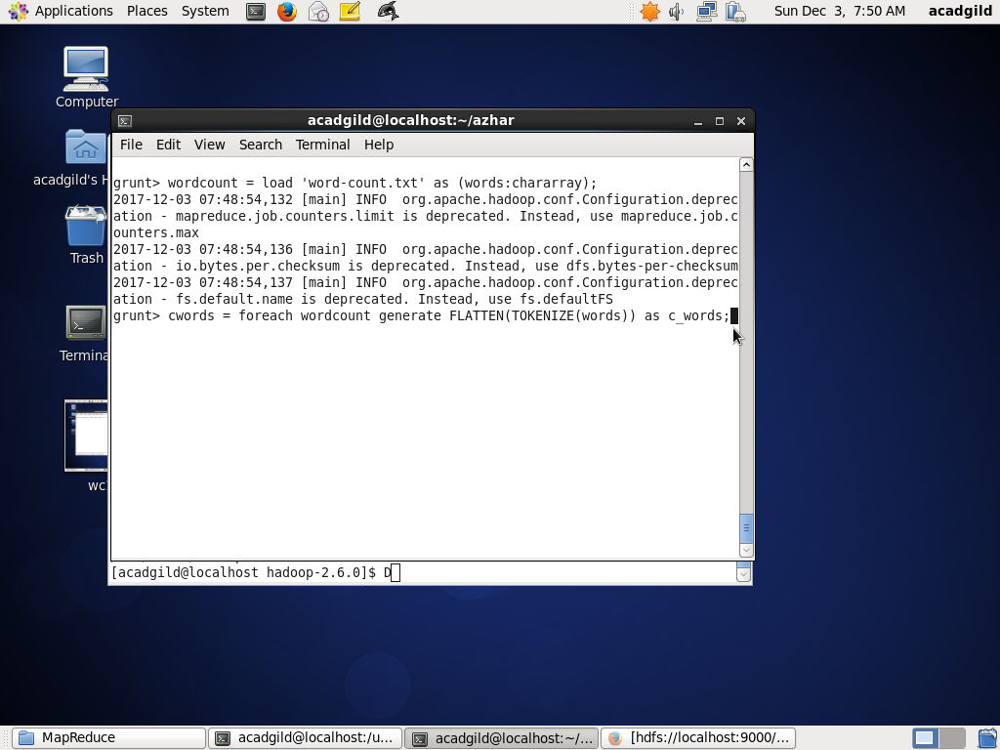 Applications Places System Sun Dec 3, 7:50 AM acadgild
Computer
acadgild's H
Trash
Termina
wc
acadgild@localhost:~/azhar
File Edit View Search Terminal Help
grunt> wordcount = load 'word-count.txt' as (words:chararray);
2017-12-03 07:48:54,132 [main] INFO  org.apache.hadoop.conf.Configuration.deprec
ation - mapreduce.job.counters.limit is deprecated. Instead, use mapreduce.job.c
ounters.max
2017-12-03 07:48:54,136 [main] INFO  org.apache.hadoop.conf.Configuration.deprec
ation - io.bytes.per.checksum is deprecated. Instead, use dfs.bytes-per-checksum
2017-12-03 07:48:54,137 [main] INFO  org.apache.hadoop.conf.Configuration.deprec
ation - fs.default.name is deprecated. Instead, use fs.defaultFS
grunt> cwords = foreach wordcount generate FLATTEN(TOKENIZE(words)) as c_words;
[acadgild@localhost hadoop-2.6.0]$ D
MapReduce acadgild@localhost:/u... acadgild@localhost:~/... [hdfs://localhost:9000/...